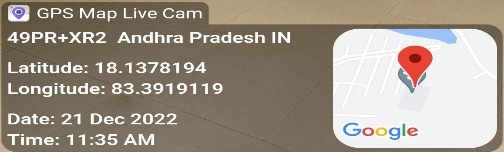 GPS Map Live Cam
49PR+XR2 Andhra Pradesh IN
Latitude: 18.1378194
Longitude: 83.3919119
Date: 21 Dec 2022
Time: 11:35 AM
Google